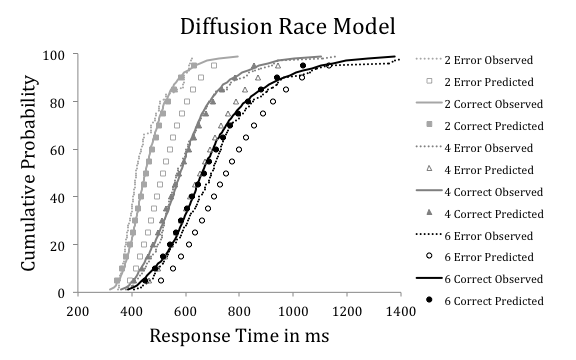 Diffusion Race Model
Cumulative Probability
100
80
60
40
20
0
200
400
600
800
1000
1200
1400
Response Time in ms
2 Error Observed
2 Error Predicted
2 Correct Observed
2 Correct Predicted
4 Error Observed
4 Error Predicted
4 Correct Observed
4 Correct Predicted
6 Error Observed
6 Error Predicted
6 Correct Observed
6 Correct Predicted